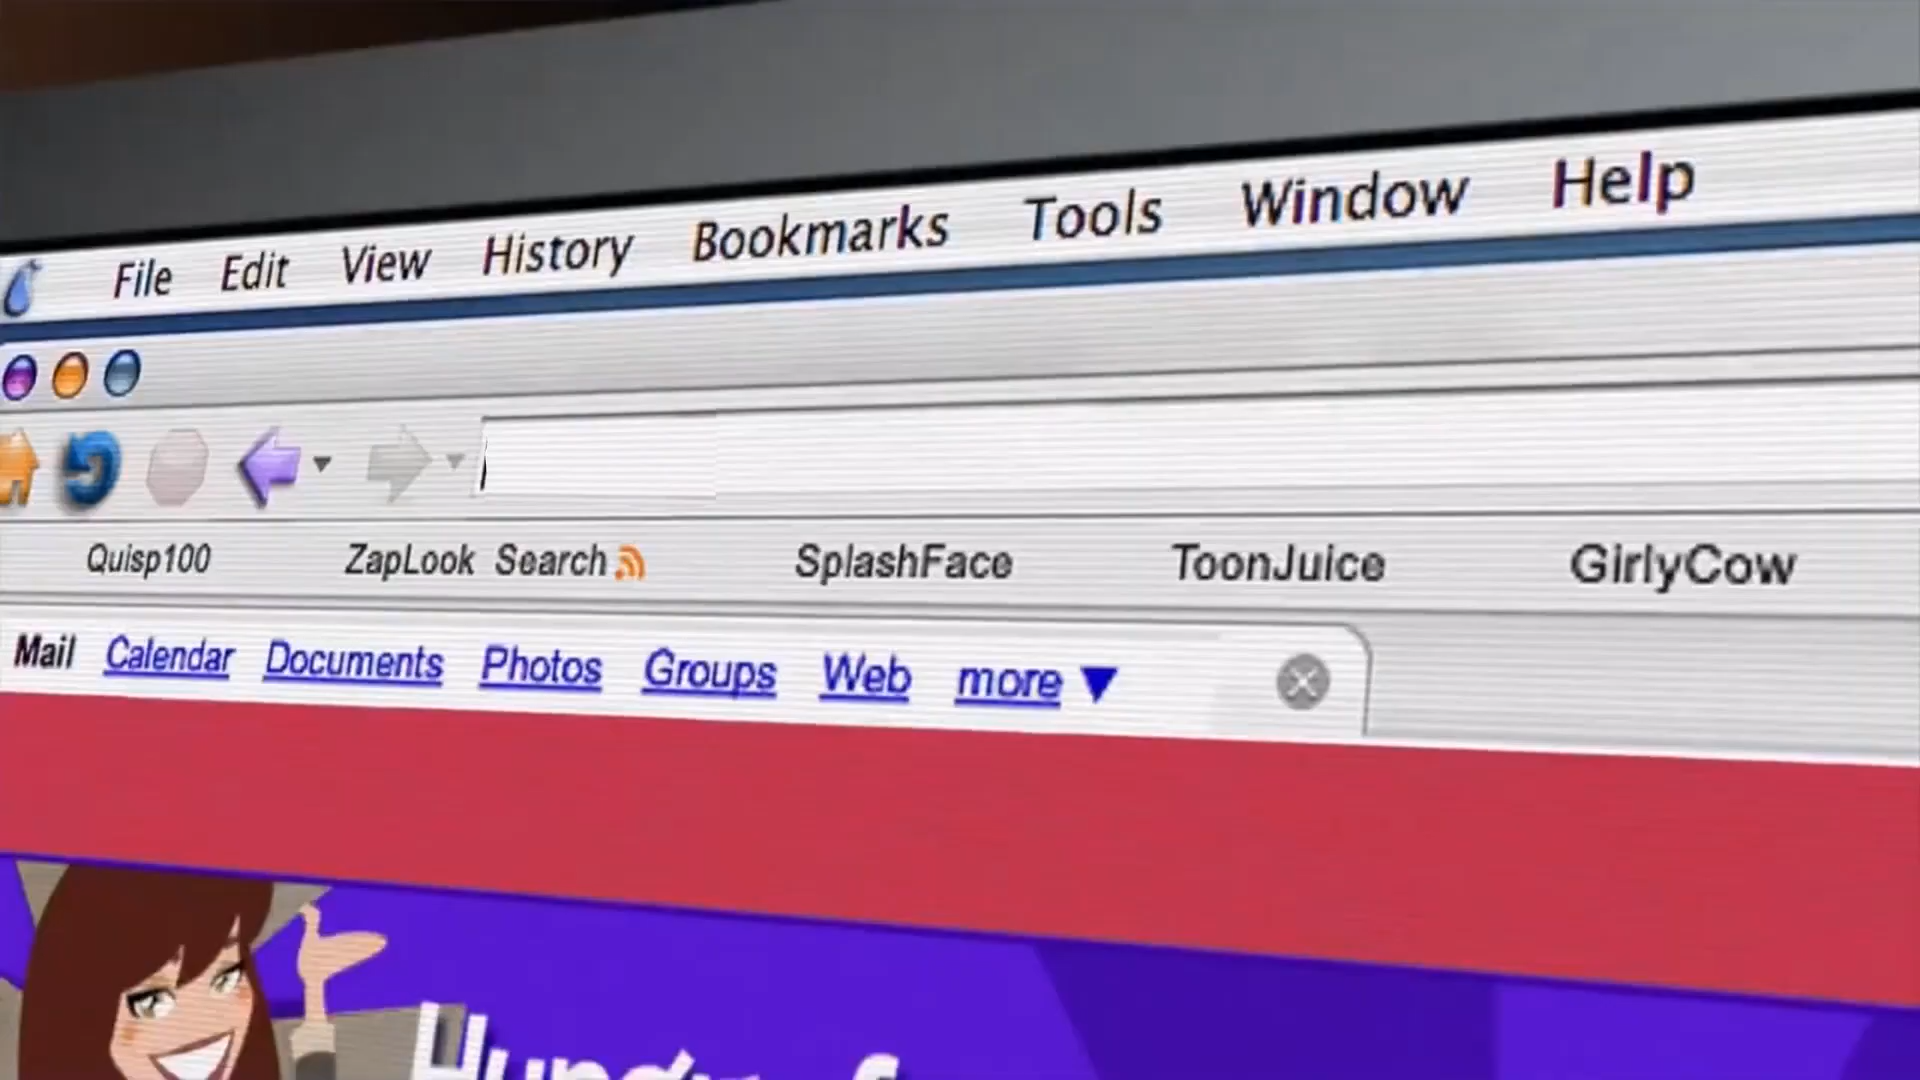 File Edit View History Bookmarks Tools Window Help
Quisp100 ZapLook Search SplashFace ToonJuice GirlyCow
Mail Calendar Documents Photos Groups Web more